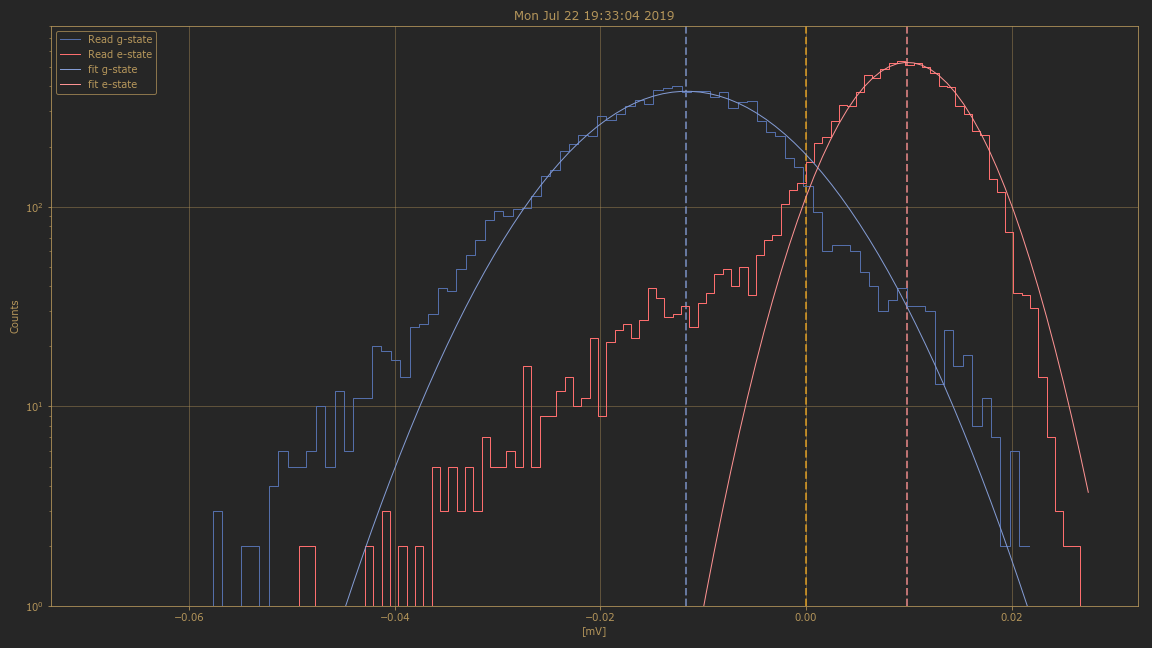 Mon Jul 22 19:33:04 2019
Read g-state
Read e-state
fit g-state
fit e-state
Counts
10²
10¹
10⁰
−0.06 −0.04 −0.02 0.00 0.02
[mV]